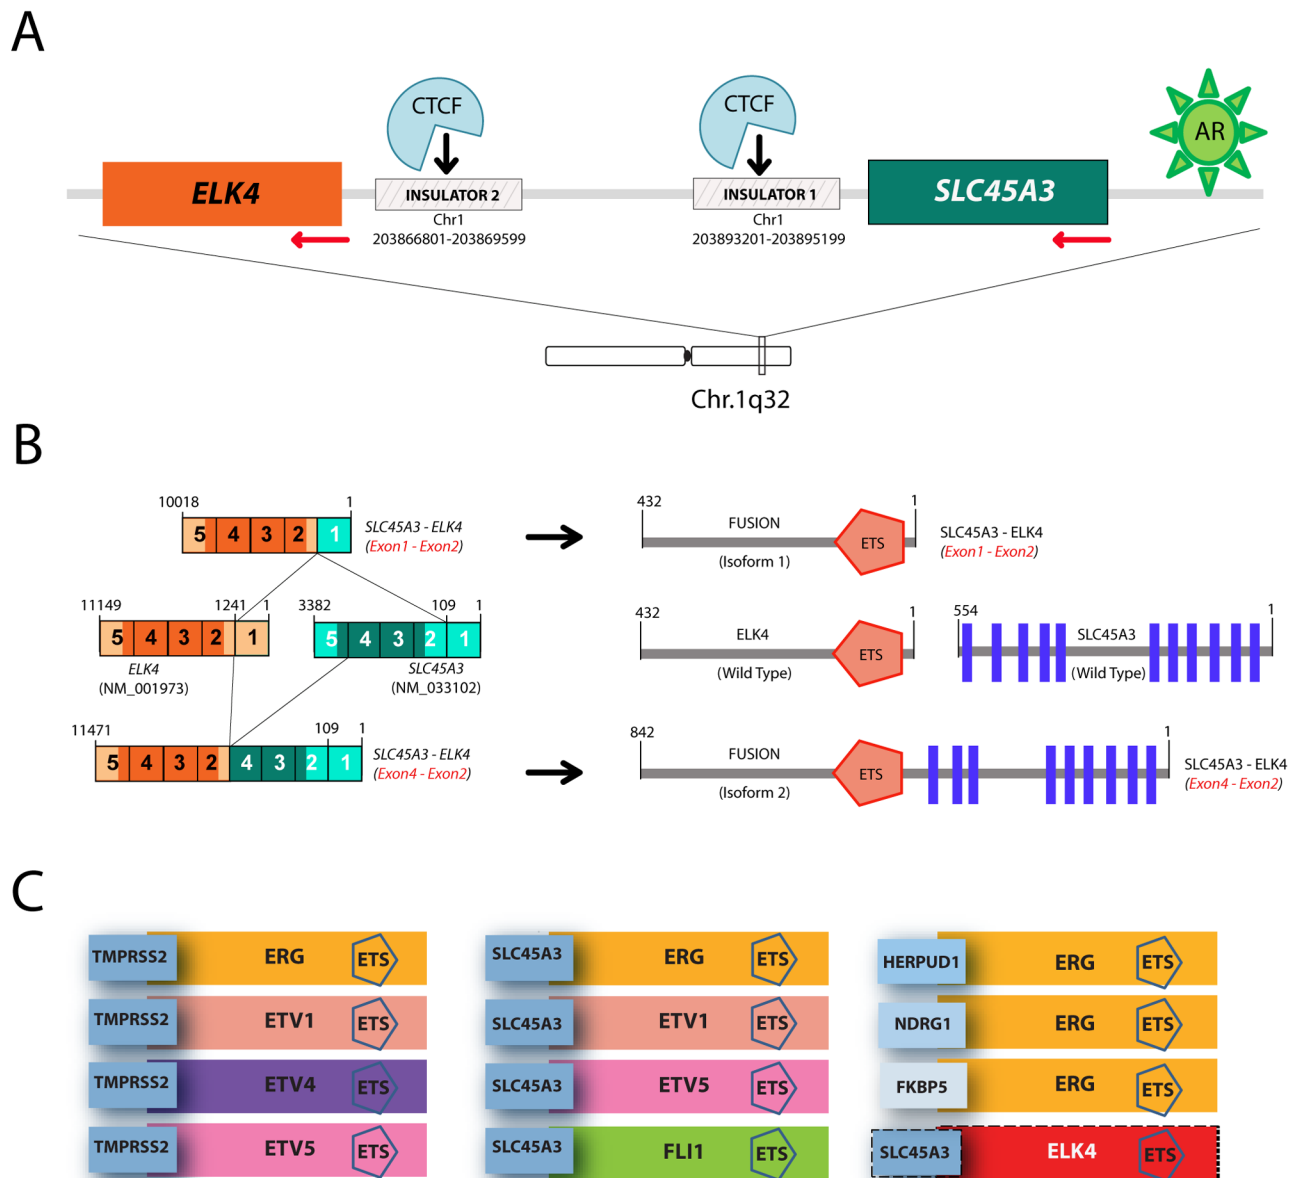 A
CTCF
CTCF
AR
ELK4
INSULATOR 2
INSULATOR 1
SLC45A3
Chr1
203866801-203869599
Chr1
203893201-203895199
Chr.1q32
B
10018
1
5 4 3 2 1
SLC45A3 - ELK4
(Exon1 - Exon2)
432
1
FUSION
(Isoform 1)
ETS
SLC45A3 - ELK4
(Exon1 - Exon2)
11149
1241
1
5 4 3 2 1
ELK4
(NM_001973)
3382
109
1
5 4 3 2 1
SLC45A3
(NM_033102)
432
1
ELK4
(Wild Type)
ETS
554
1
SLC45A3
(Wild Type)
11471
109
1
5 4 3 2 4 3 2 1
SLC45A3 - ELK4
(Exon4 - Exon2)
842
1
FUSION
(Isoform 2)
ETS
SLC45A3 - ELK4
(Exon4 - Exon2)
C
TMPRSS2 ERG ETS
TMPRSS2 ETV1 ETS
TMPRSS2 ETV4 ETS
TMPRSS2 ETV5 ETS
SLC45A3 ERG ETS
SLC45A3 ETV1 ETS
SLC45A3 ETV5 ETS
SLC45A3 FLI1 ETS
HERPUD1 ERG ETS
NDRG1 ERG ETS
FKBP5 ERG ETS
SLC45A3 ELK4 ETS